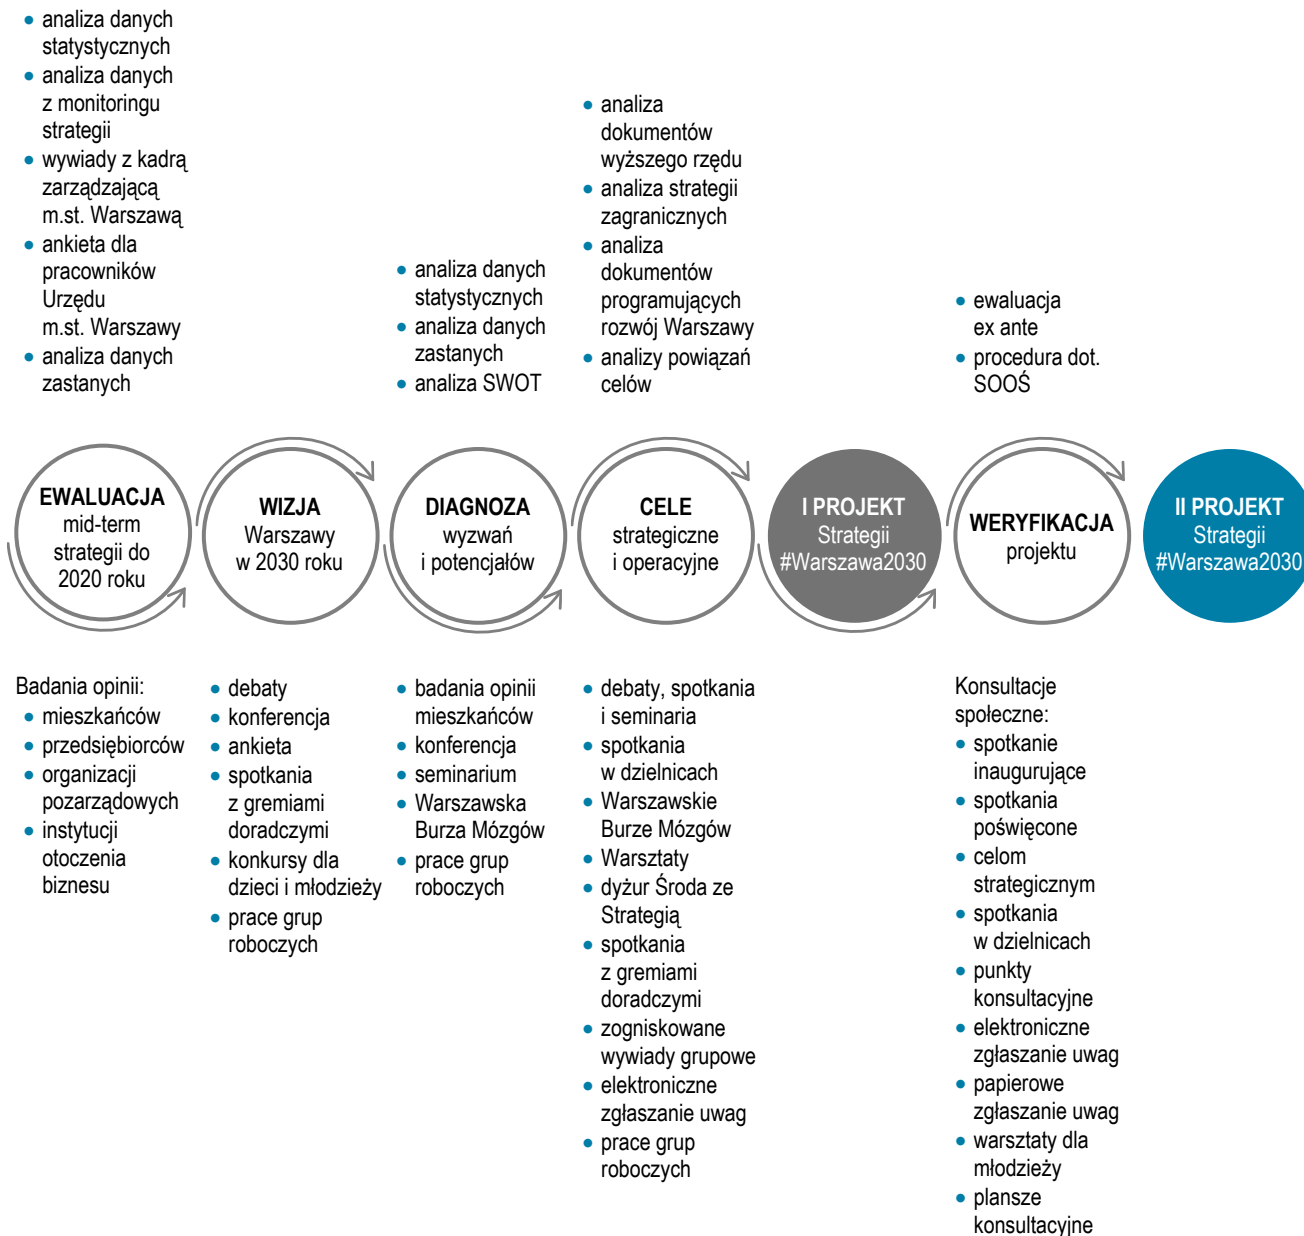 analiza danych
statystycznych
analiza danych
z monitoringu
strategii
wywiady z kadrą
zarządzającą
m.st. Warszawą
ankieta dla
pracowników
Urzędu
m.st. Warszawy
analiza danych
zastanych
analiza danych
statystycznych
analiza danych
zastanych
analiza SWOT
analiza
dokumentów
wyższego rzędu
analiza strategii
zagranicznych
analiza
dokumentów
programujących
rozwój Warszawy
analizy powiązań
celów
ewaluacja
ex ante
procedura dot.
SOOŚ
EWALUACJA
mid-term
strategii do
2020 roku
WIZJA
Warszawy
w 2030 roku
DIAGNOZA
wyzwań
i potencjałów
CELE
strategiczne
i operacyjne
I PROJEKT
Strategii
#Warszawa2030
WERYFIKACJA
projektu
II PROJEKT
Strategii
#Warszawa2030
Badania opinii:
mieszkańców
przedsiębiorców
organizacji
pozarządowych
instytucji
otoczenia
biznesu
debaty
konferencja
ankieta
spotkania
z gremiami
doradczymi
konkursy dla
dzieci i młodzieży
prace grup
roboczych
badania opinii
mieszkańców
konferencja
seminarium
Warszawska
Burza Mózgów
prace grup
roboczych
debaty, spotkania
i seminaria
spotkania
w dzielnicach
Warszawskie
Burze Mózgów
Warsztaty
dyżur Środa ze
Strategią
spotkania
z gremiami
doradczymi
zogniskowane
wywiady grupowe
elektroniczne
zgłaszanie uwag
prace grup
roboczych
Konsultacje
społeczne:
spotkanie
inaugurujące
spotkania
poświęcone
celom
strategicznym
spotkania
w dzielnicach
punkty
konsultacyjne
elektroniczne
zgłaszanie uwag
papierowe
zgłaszanie uwag
warsztaty dla
młodzieży
plansze
konsultacyjne